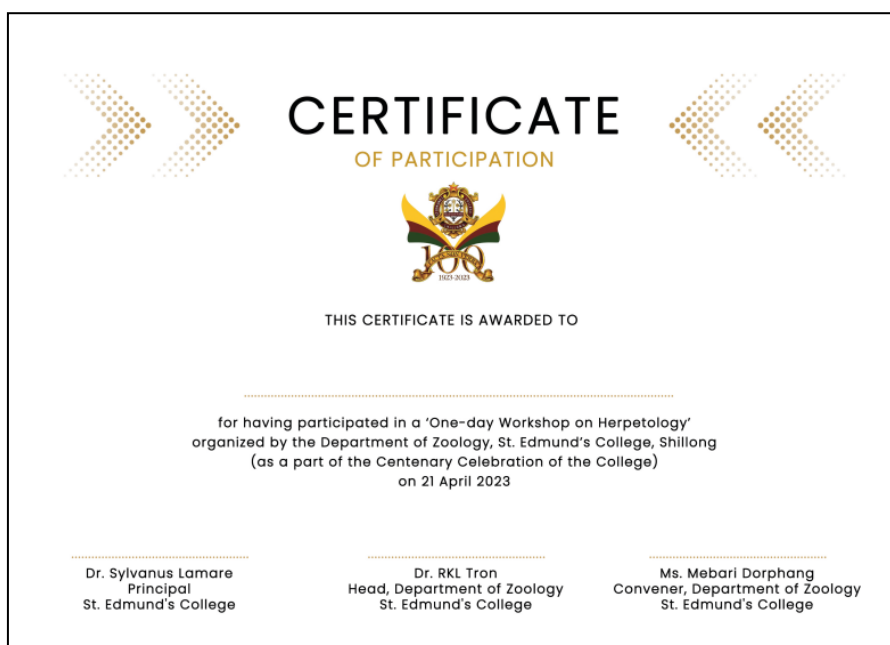 CERTIFICATE
OF PARTICIPATION
100
1923-2023
THIS CERTIFICATE IS AWARDED TO
for having participated in a ‘One-day Workshop on Herpetology’
organized by the Department of Zoology, St. Edmund’s College, Shillong
(as a part of the Centenary Celebration of the College)
on 21 April 2023
Dr. Sylvanus Lamare
Principal
St. Edmund's College
Dr. RKL Tron
Head, Department of Zoology
St. Edmund's College
Ms. Mebari Dorphang
Convener, Department of Zoology
St. Edmund's College